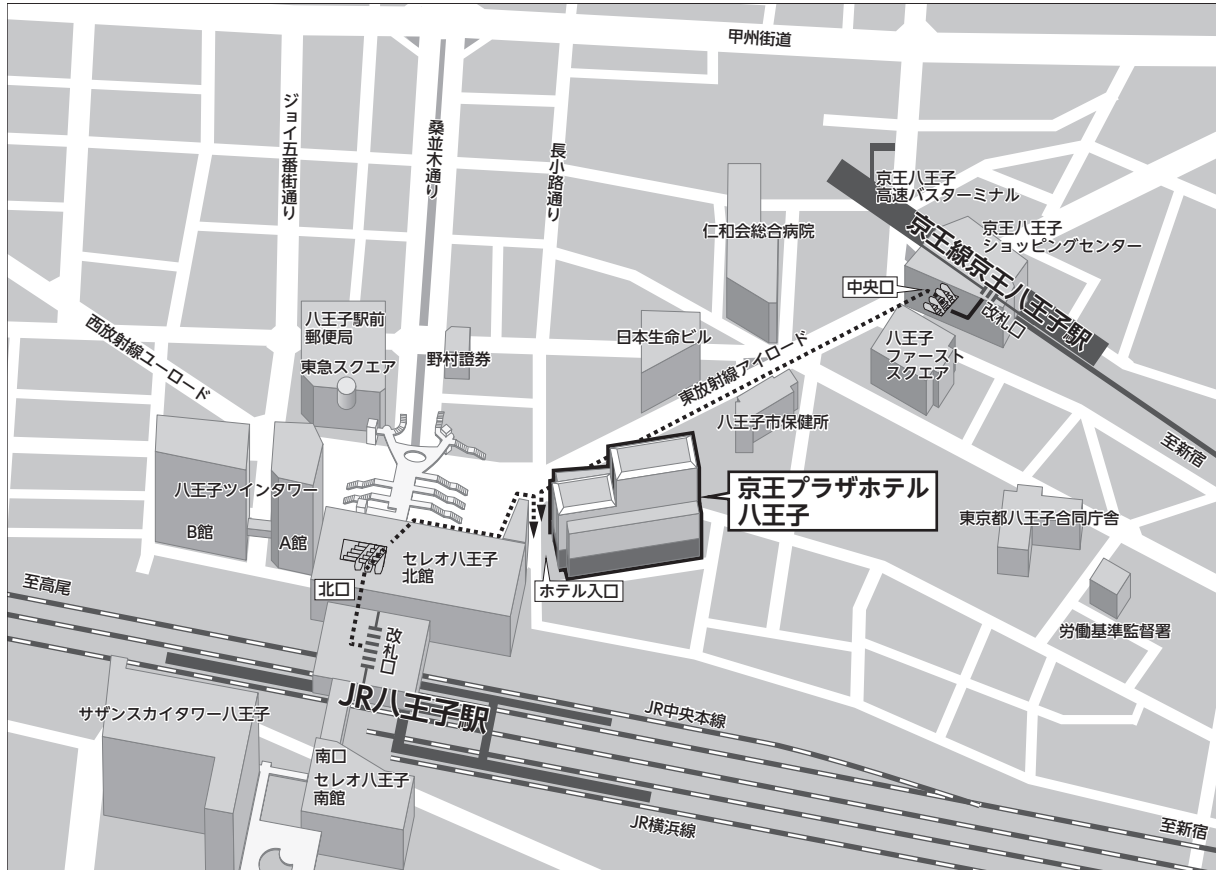 甲州街道
ジョイ五番街通り
桑並木通り
長小路通り
京王八王子
高速バスターミナル
仁和会総合病院
京王八王子
ショッピングセンター
京王線京王八王子駅
中央口
改札口
八王子駅前
郵便局
東急スクエア
野村證券
日本生命ビル
八王子
ファースト
スクエア
西放射線ユーロード
東放射線アイロード
八王子市保健所
至新宿
八王子ツインタワー
B館
A館
京王プラザホテル
八王子
東京都八王子合同庁舎
セレオ八王子
北館
北口
ホテル入口
至高尾
改札口
労働基準監督署
JR八王子駅
サザンスカイタワー八王子
JR中央本線
南口
セレオ八王子
南館
JR横浜線
至新宿